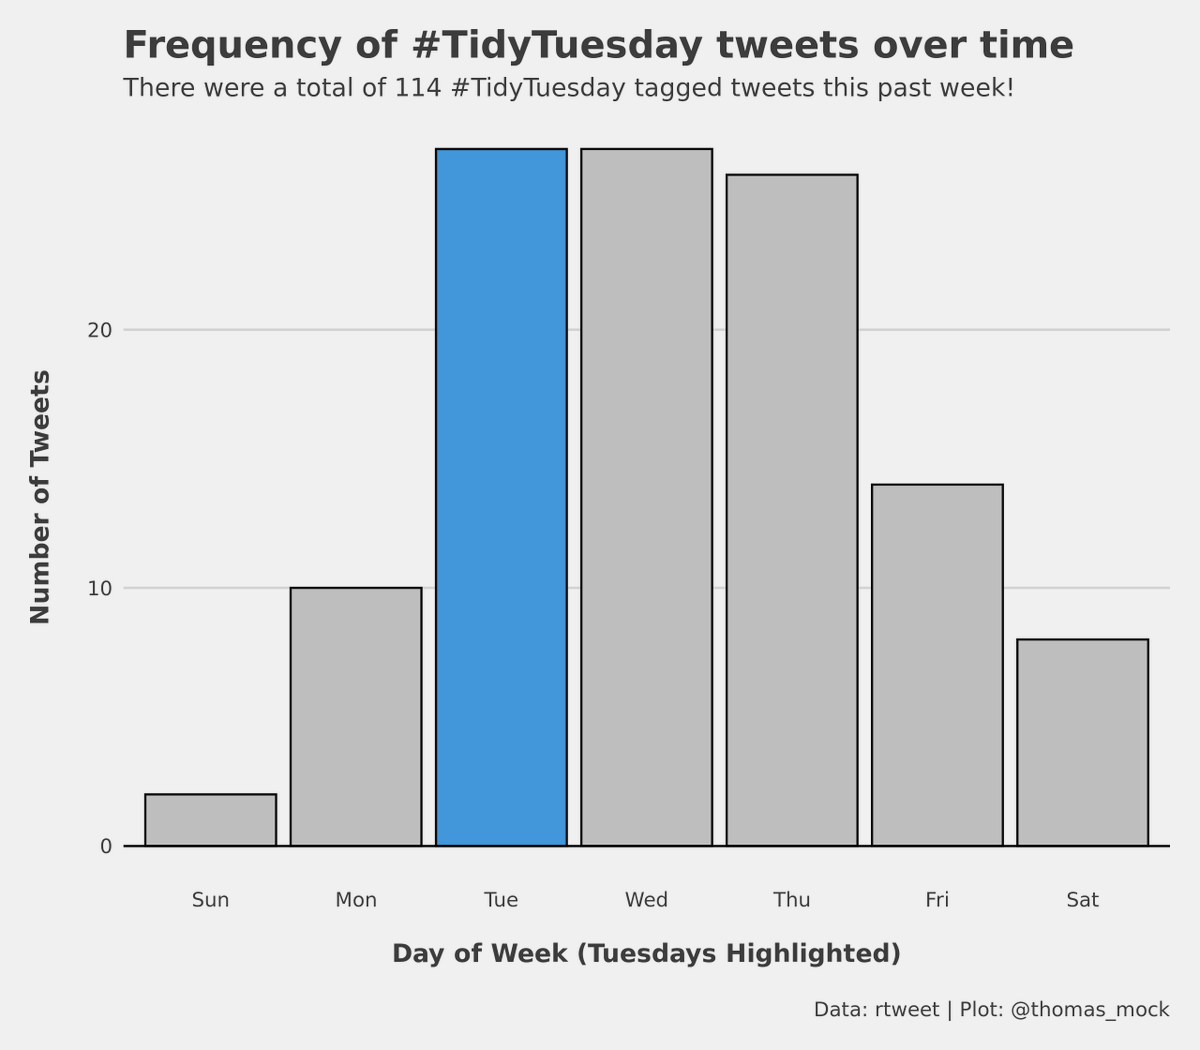 Frequency of #TidyTuesday tweets over time
There were a total of 114 #TidyTuesday tagged tweets this past week!
Number of Tweets
20
10
0
Sun Mon Tue Wed Thu Fri Sat
Day of Week (Tuesdays Highlighted)
Data: rtweet | Plot: @thomas_mock